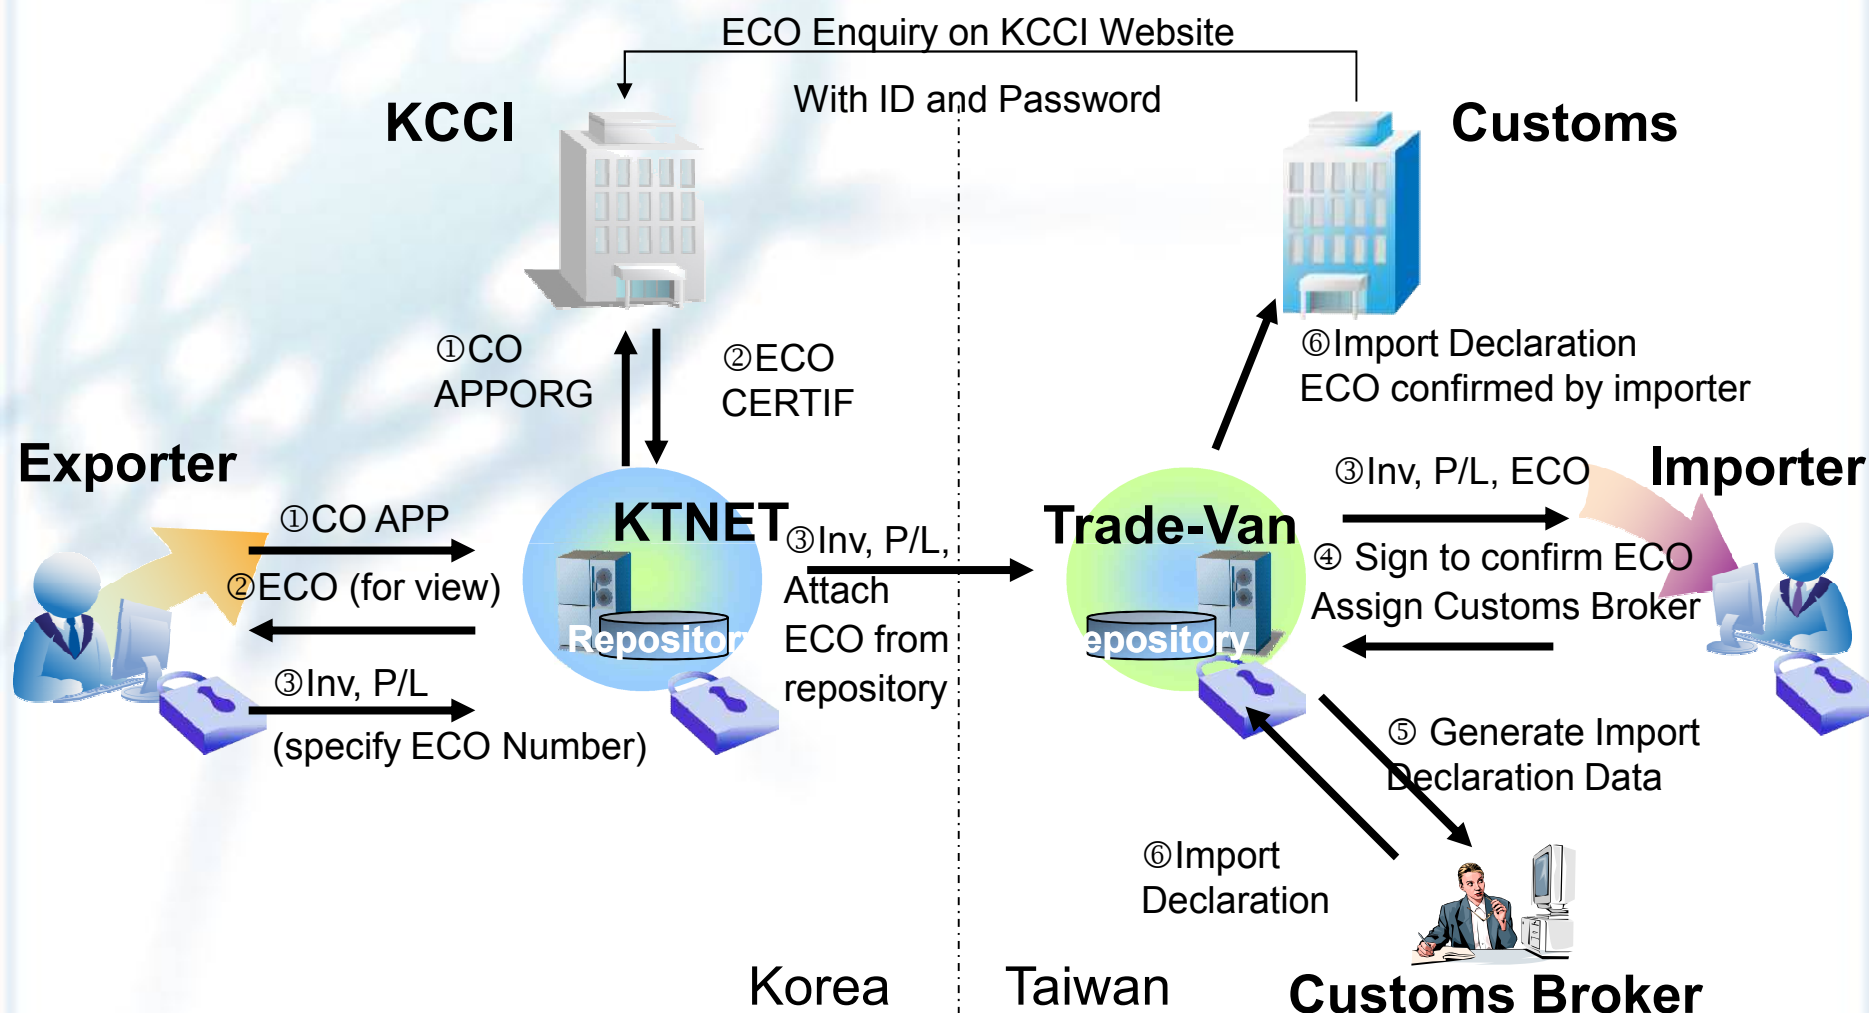 ECO Enquiry on KCCI Website
With ID and Password
KCCI
Customs
①CO
APPORG
②ECO
CERTIF
⑥Import Declaration
ECO confirmed by importer
Exporter
①CO APP
②ECO (for view)
③Inv, P/L
(specify ECO Number)
KTNET
Repository
③Inv, P/L,
Attach
ECO from
repository
Trade-Van
epository
③Inv, P/L, ECO
Importer
④ Sign to confirm ECO
Assign Customs Broker
⑤ Generate Import
Declaration Data
⑥Import
Declaration
Korea
Taiwan
Customs Broker